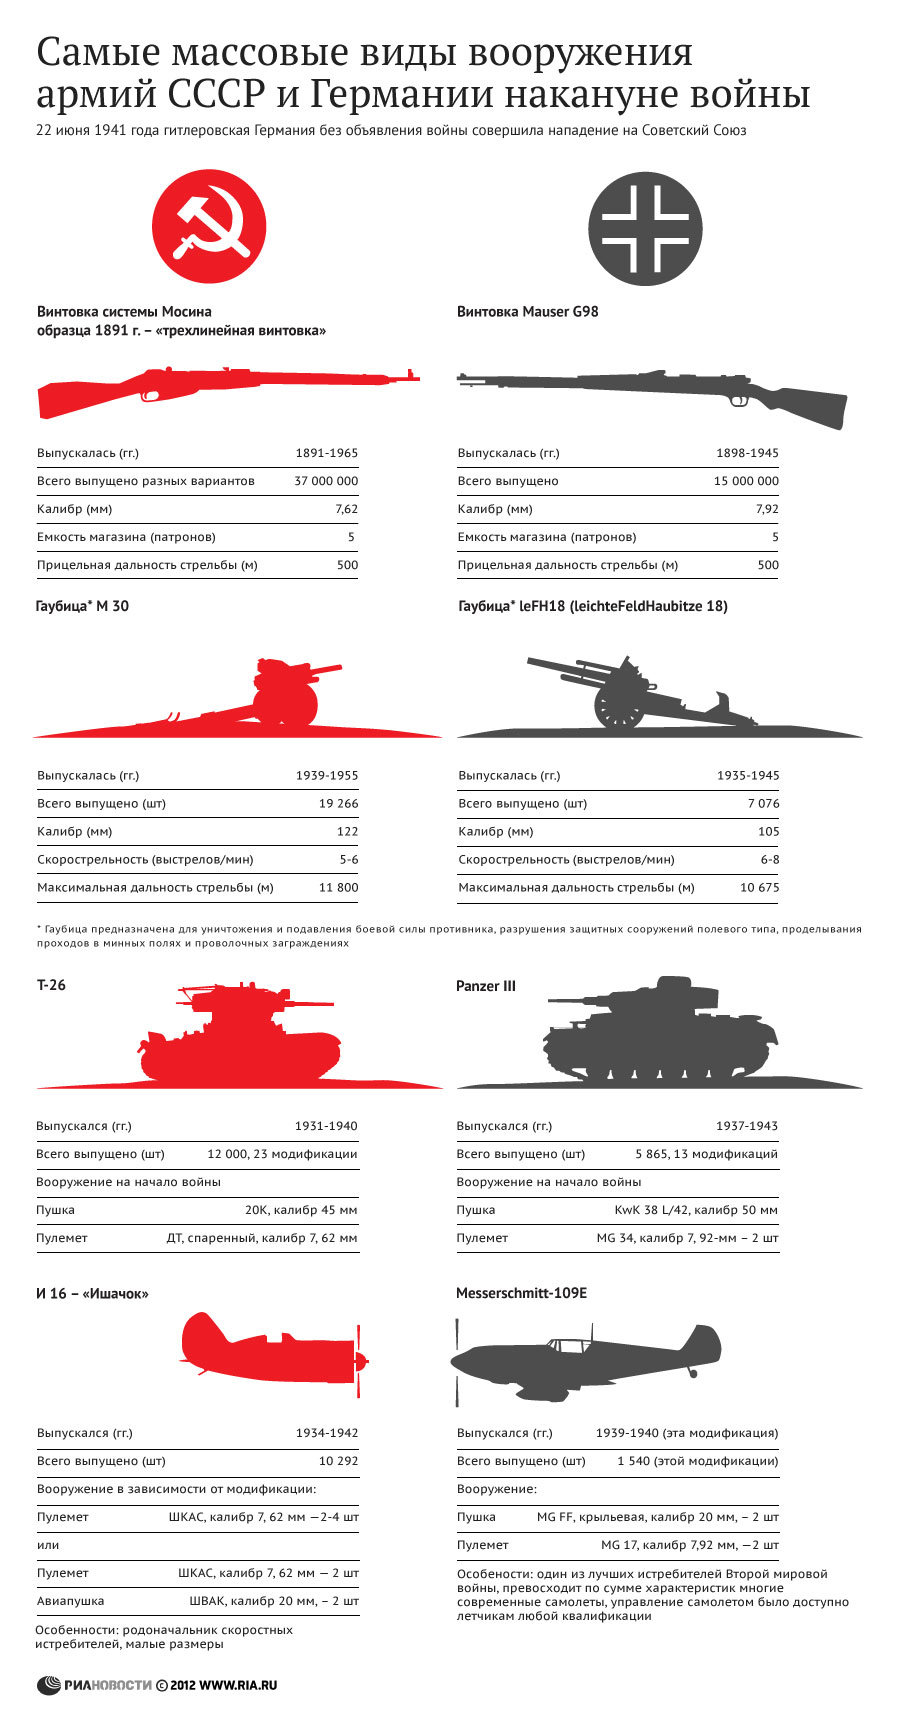 Самые массовые виды вооружения
армий СССР и Германии накануне войны
22 июня 1941 года гитлеровская Германия без объявления войны совершила нападение на Советский Союз
Винтовка системы Мосина
образца 1891 г. – «трехлинейная винтовка»
Выпускалась (гг.) 1891-1965
Всего выпущено разных вариантов 37 000 000
Калибр (мм) 7,62
Емкость магазина (патронов) 5
Прицельная дальность стрельбы (м) 500
Винтовка Mauser G98
Выпускалась (гг.) 1898-1945
Всего выпущено 15 000 000
Калибр (мм) 7,92
Емкость магазина (патронов) 5
Прицельная дальность стрельбы (м) 500
Гаубица* М 30
Выпускалась (гг.) 1939-1955
Всего выпущено (шт) 19 266
Калибр (мм) 122
Скорострельность (выстрелов/мин) 5-6
Максимальная дальность стрельбы (м) 11 800
Гаубица* leFH18 (leichteFeldHaubitze 18)
Выпускалась (гг.) 1935-1945
Всего выпущено (шт) 7 076
Калибр (мм) 105
Скорострельность (выстрелов/мин) 6-8
Максимальная дальность стрельбы (м) 10 675
* Гаубица предназначена для уничтожения и подавления боевой силы противника, разрушения защитных сооружений полевого типа, проделывания
проходов в минных полях и проволочных заграждениях
Т-26
Выпускался (гг.) 1931-1940
Всего выпущено (шт) 12 000, 23 модификации
Вооружение на начало войны
Пушка 20К, калибр 45 мм
Пулемет ДТ, спаренный, калибр 7, 62 мм
Panzer III
Выпускался (гг.) 1937-1943
Всего выпущено (шт) 5 865, 13 модификаций
Вооружение на начало войны
Пушка KwK 38 L/42, калибр 50 мм
Пулемет MG 34, калибр 7, 92-мм – 2 шт
И 16 – «Ишачок»
Выпускался (гг.) 1934-1942
Всего выпущено (шт) 10 292
Вооружение в зависимости от модификации:
Пулемет ШКАС, калибр 7, 62 мм —2-4 шт
или
Пулемет ШКАС, калибр 7, 62 мм — 2 шт
Авиапушка ШВАК, калибр 20 мм, – 2 шт
Особенности: родоначальник скоростных
истребителей, малые размеры
Messerschmitt-109E
Выпускался (гг.) 1939-1940 (эта модификация)
Всего выпущено (шт) 1 540 (этой модификации)
Вооружение:
Пушка MG FF, крыльевая, калибр 20 мм, – 2 шт
Пулемет MG 17, калибр 7,92 мм, —2 шт
Особености: один из лучших истребителей Второй мировой
войны, превосходит по сумме характеристик многие
современные самолеты, управление самолетом было доступно
летчикам любой квалификации
РИАНОВОСТИ © 2012 WWW.RIA.RU